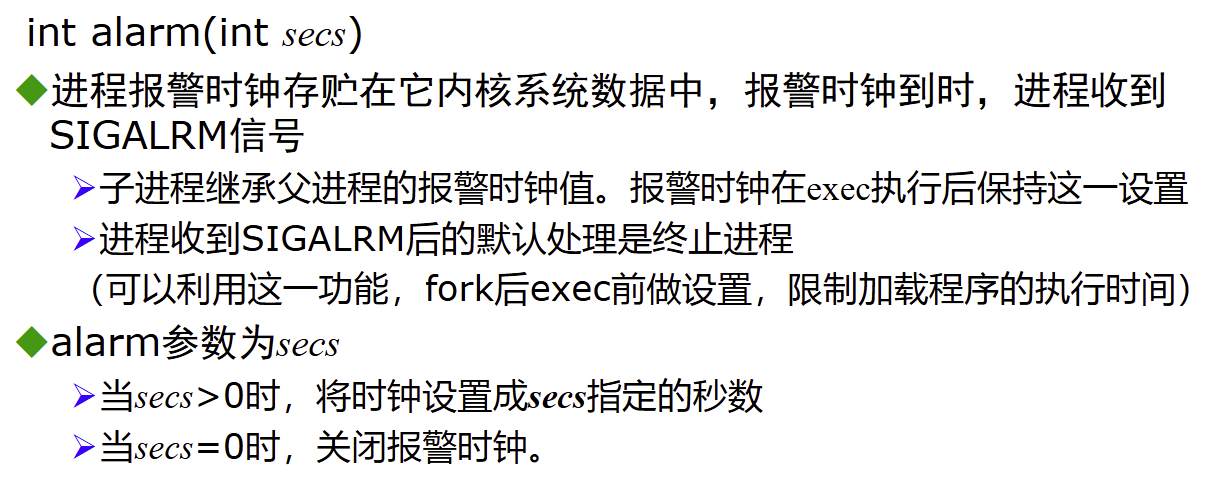 int alarm(int secs)
◆进程报警时钟存贮在它内核系统数据中，报警时钟到时，进程收到
SIGALRM信号
➢子进程继承父进程的报警时钟值。报警时钟在exec执行后保持这一设置
➢进程收到SIGALRM后的默认处理是终止进程
（可以利用这一功能，fork后exec前做设置，限制加载程序的执行时间）
◆alarm参数为secs
➢当secs>0时，将时钟设置成secs指定的秒数
➢当secs=0时，关闭报警时钟。